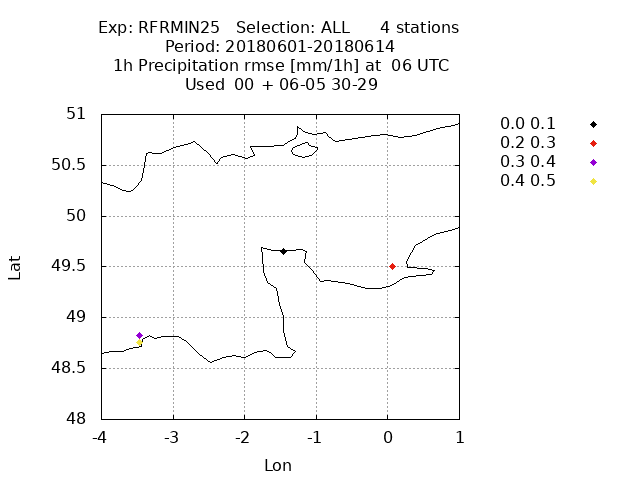 Exp: RFRMIN25   Selection: ALL      4 stations
Period: 20180601-20180614
1h Precipitation rmse [mm/1h] at  06 UTC
Used  00 + 06-05 30-29
51
50.5
50
49.5
49
48.5
48
-4 -3 -2 -1 0 1
Lat
Lon
0.0 0.1
0.2 0.3
0.3 0.4
0.4 0.5